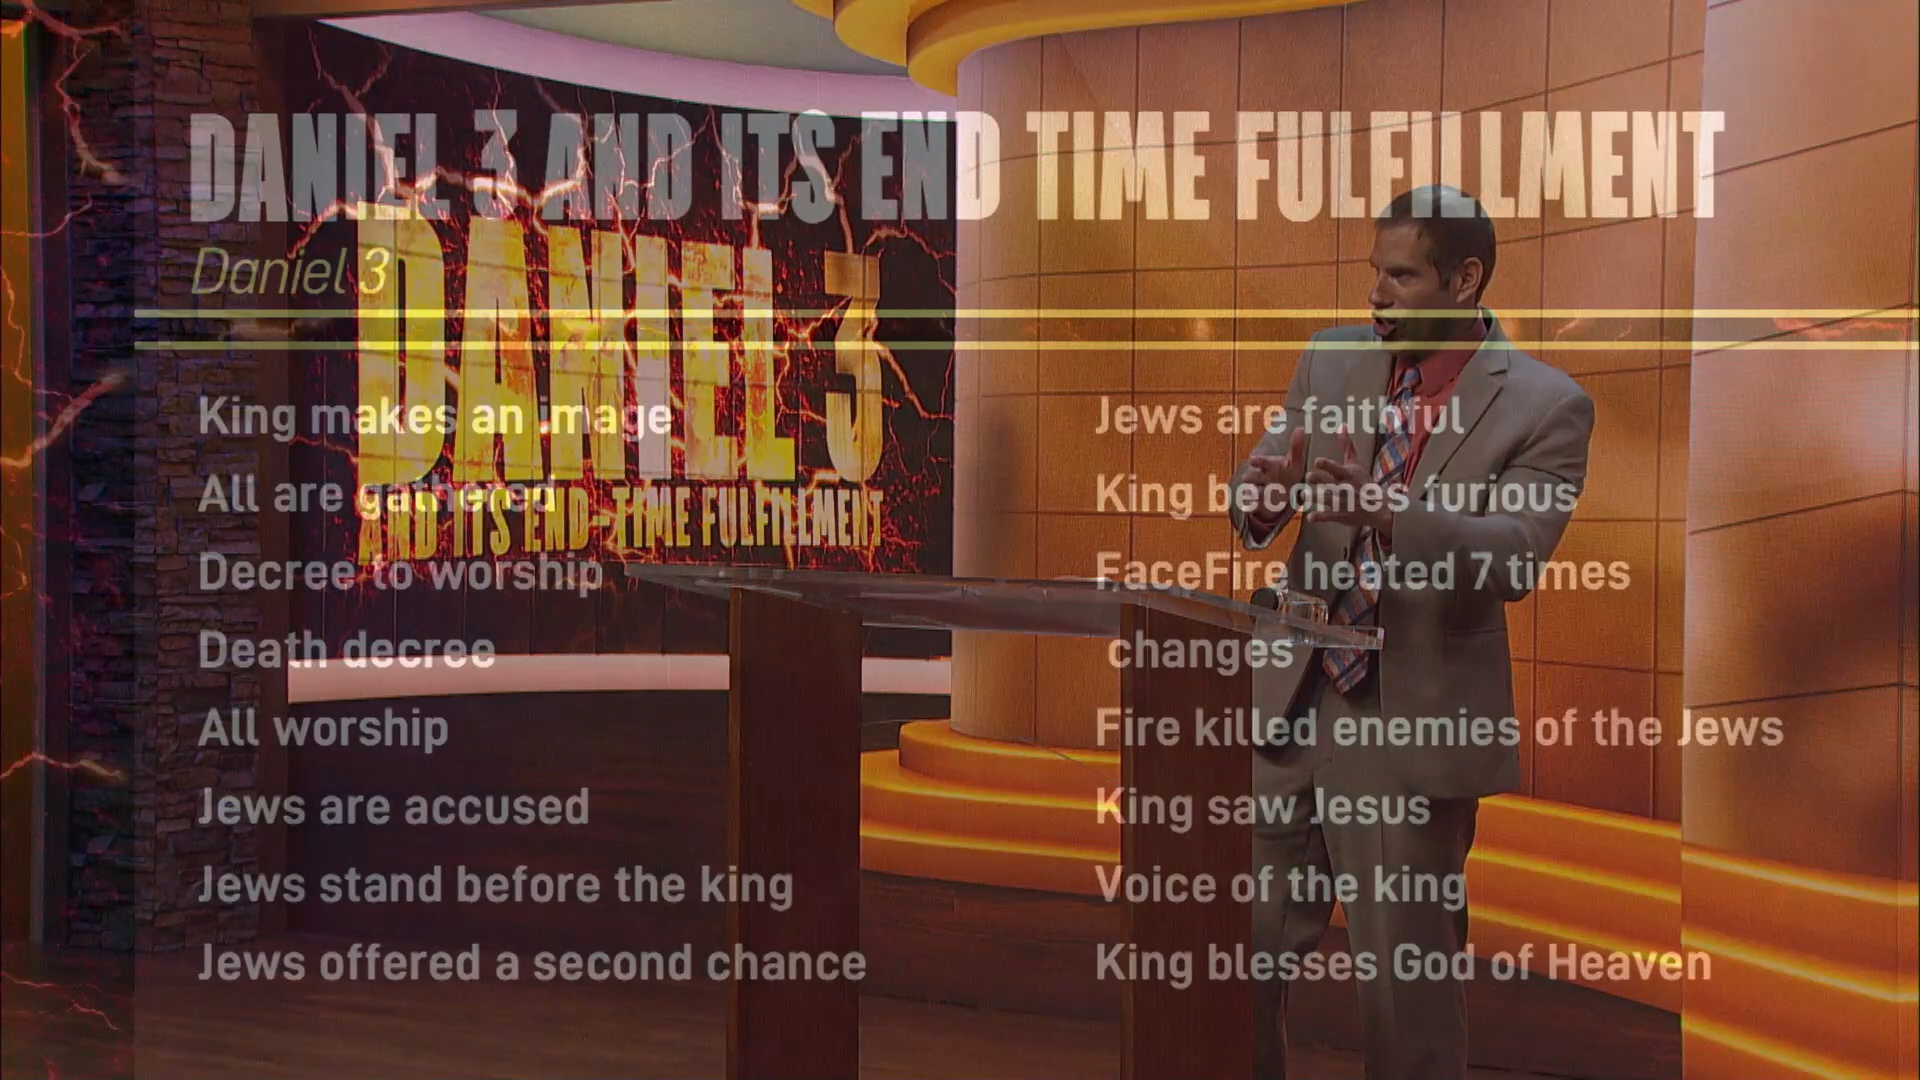 DANIEL 3 AND ITS END TIME FULFILLMENT
Daniel 3
King makes an image
All are gathered
Decree to worship
Death decree
All worship
Jews are accused
Jews stand before the king
Jews offered a second chance
Jews are faithful
King becomes furious
FaceFire heated 7 times
changes
Fire killed enemies of the Jews
King saw Jesus
Voice of the king
King blesses God of Heaven
DANIEL 3
AND ITS END-TIME FULFILLMENT